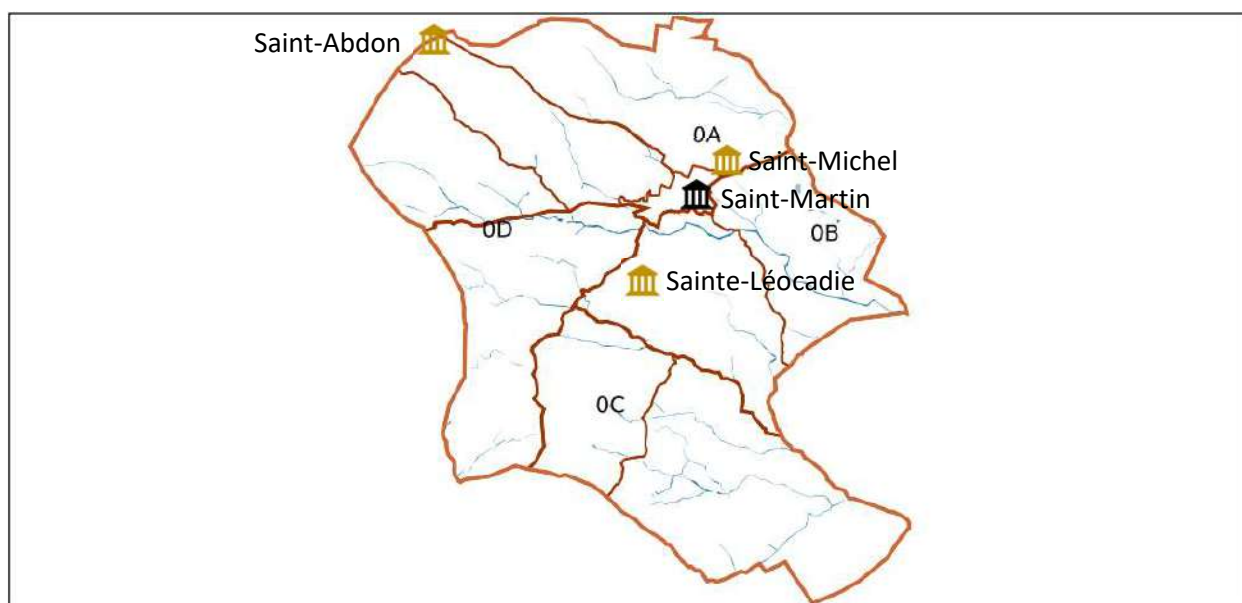 Saint-Abdon
0A
Saint-Michel
Saint-Martin
0D
0B
Sainte-Léocadie
0C